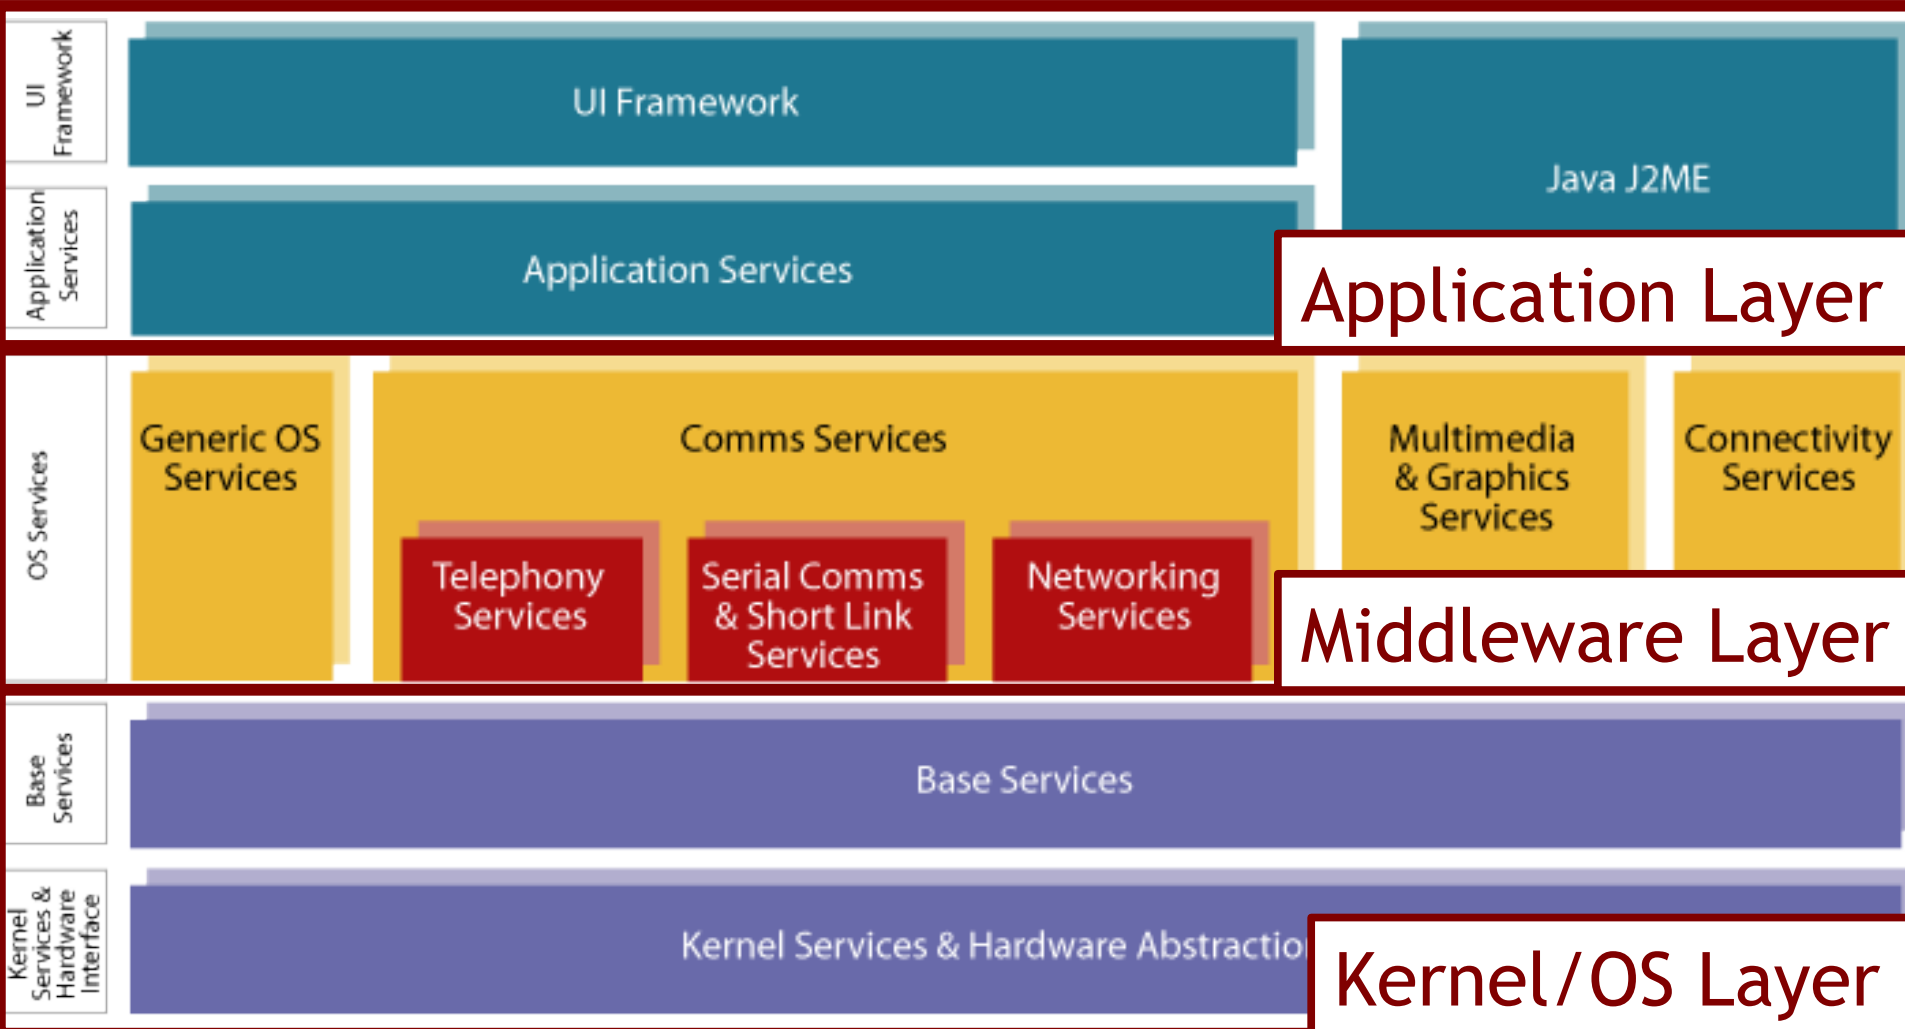 UI
Framework
UI Framework
Java J2ME
Application
Services
Application Services
Application Layer
OS Services
Generic OS
Services
Comms Services
Telephony
Services
Serial Comms
& Short Link
Services
Networking
Services
Multimedia
& Graphics
Services
Connectivity
Services
Middleware Layer
Base
Services
Base Services
Kernel
Services &
Hardware
Interface
Kernel Services & Hardware Abstractio
Kernel/OS Layer